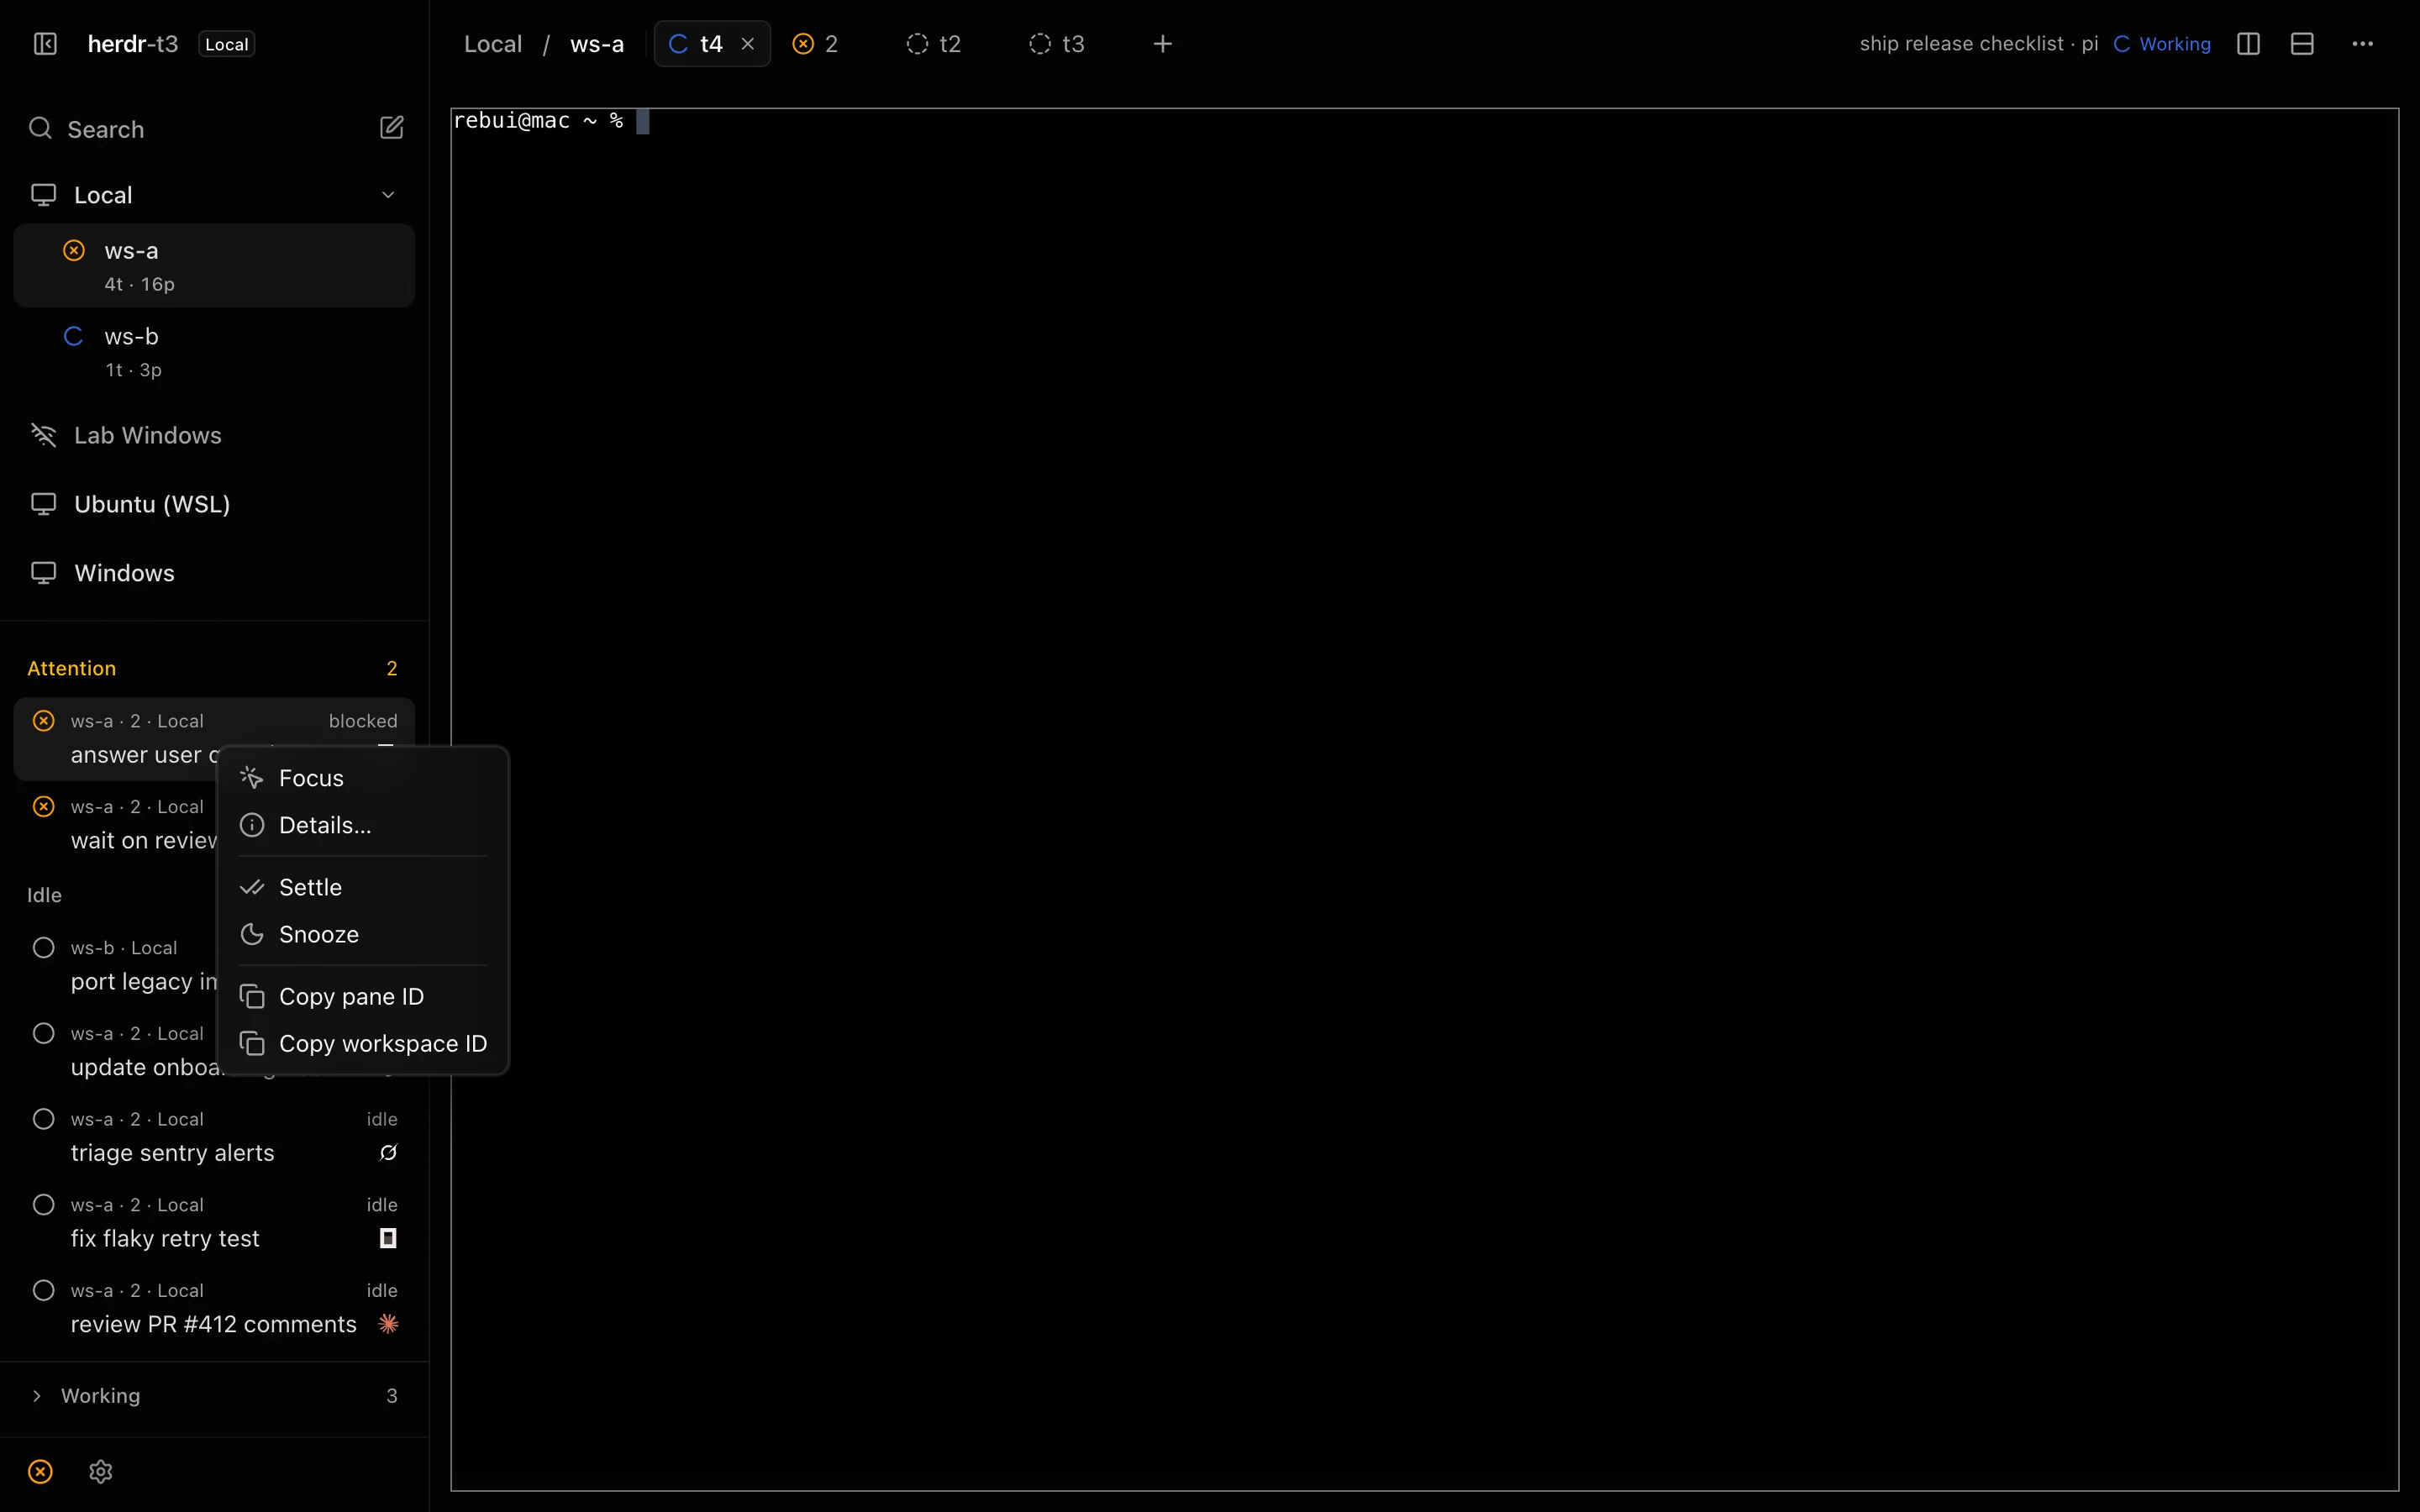 herdr-t3 Local
Local / ws-a t4 2 t2 t3
ship release checklist · pi Working
Search
Local
ws-a
4t · 16p
ws-b
1t · 3p
Lab Windows
Ubuntu (WSL)
Windows
Attention 2
ws-a · 2 · Local blocked
answer user
ws-a · 2 · Local
wait on review
Idle
ws-b · Local
port legacy
ws-a · 2 · Local
update
ws-a · 2 · Local idle
triage sentry alerts
ws-a · 2 · Local idle
fix flaky retry test
ws-a · 2 · Local idle
review PR #412 comments
Working 3
Focus
Details...
Settle
Snooze
Copy pane ID
Copy workspace ID
rebui@mac ~ %